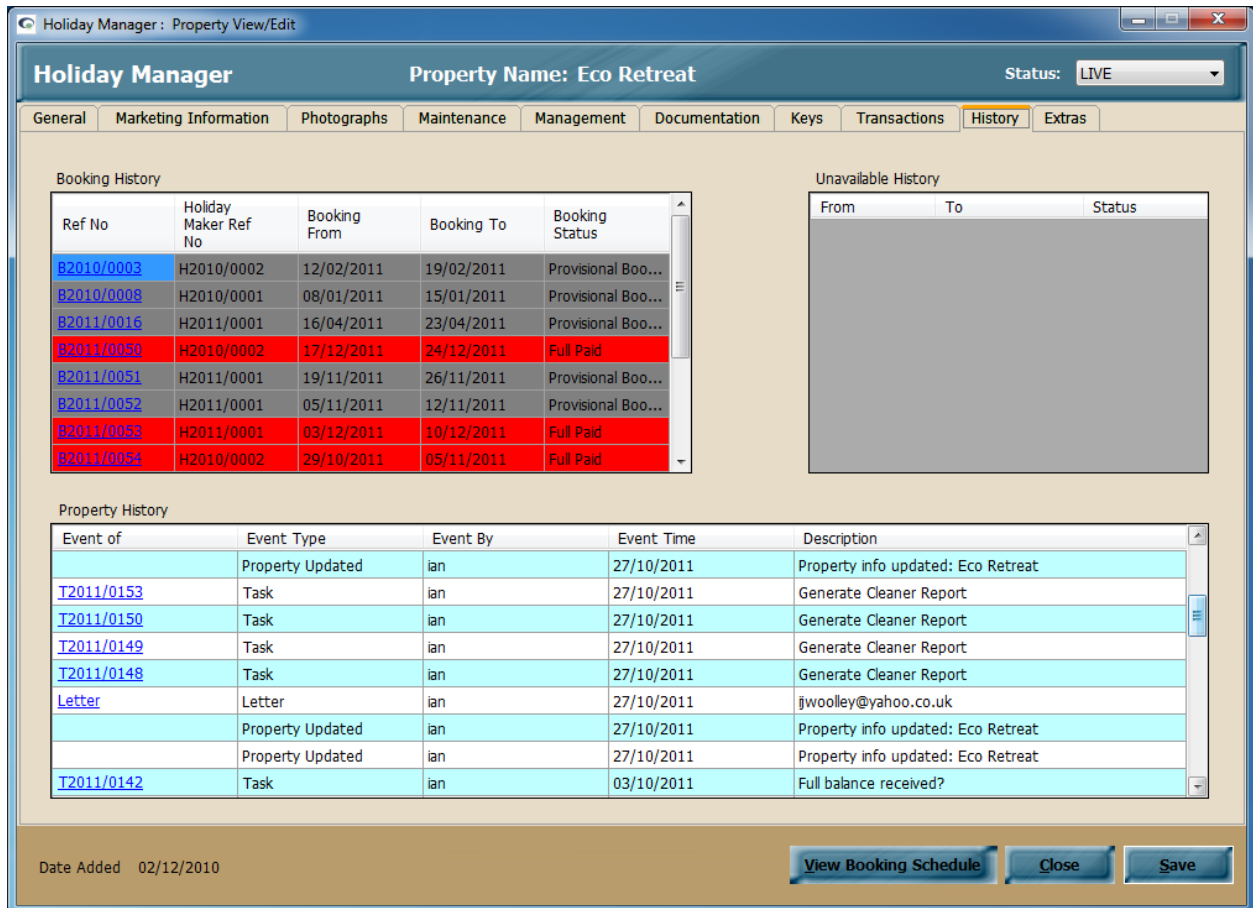 Holiday Manager : Property View/Edit
Holiday Manager Property Name: Eco Retreat Status: LIVE
General Marketing Information Photographs Maintenance Management Documentation Keys Transactions History Extras
Booking History
Ref No Holiday Maker Ref No Booking From Booking To Booking Status
B2010/0003 H2010/0002 12/02/2011 19/02/2011 Provisional Boo...
B2010/0008 H2010/0001 08/01/2011 15/01/2011 Provisional Boo...
B2011/0016 H2011/0001 16/04/2011 23/04/2011 Provisional Boo...
B2011/0050 H2010/0002 17/12/2011 24/12/2011 Full Paid
B2011/0051 H2011/0001 19/11/2011 26/11/2011 Provisional Boo...
B2011/0052 H2011/0001 05/11/2011 12/11/2011 Provisional Boo...
B2011/0053 H2011/0001 03/12/2011 10/12/2011 Full Paid
B2011/0054 H2010/0002 29/10/2011 05/11/2011 Full Paid
Unavailable History
From To Status
Property History
Event of Event Type Event By Event Time Description
Property Updated ian 27/10/2011 Property info updated: Eco Retreat
T2011/0153 Task ian 27/10/2011 Generate Cleaner Report
T2011/0150 Task ian 27/10/2011 Generate Cleaner Report
T2011/0149 Task ian 27/10/2011 Generate Cleaner Report
T2011/0148 Task ian 27/10/2011 Generate Cleaner Report
Letter Letter ian 27/10/2011 ijwoolley@yahoo.co.uk
Property Updated ian 27/10/2011 Property info updated: Eco Retreat
Property Updated ian 27/10/2011 Property info updated: Eco Retreat
T2011/0142 Task ian 03/10/2011 Full balance received?
Date Added 02/12/2010 View Booking Schedule Close Save